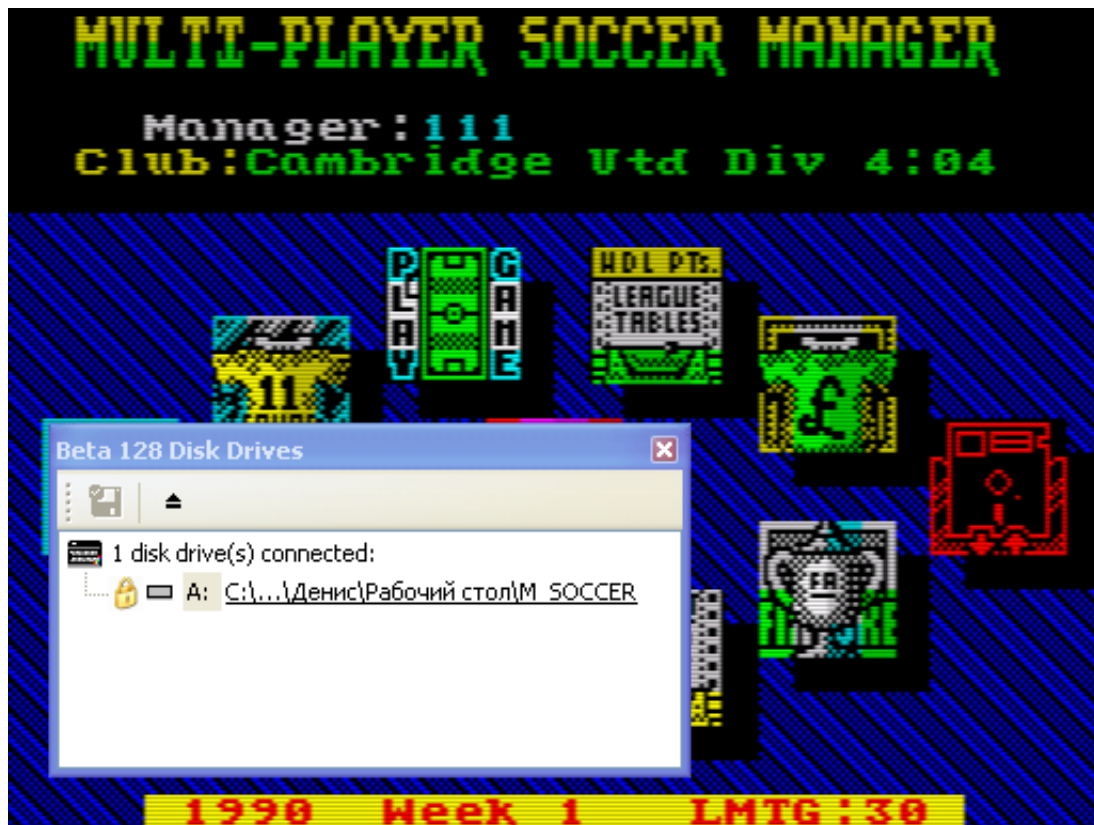 MULTI-PLAYER SOCCER MANAGER
Manager:111
Club:Cambridge Utd Div 4:04
PLAY
GAME
WDL PTs.
LEAGUE
TABLES
11
£
Beta 128 Disk Drives
1 disk drive(s) connected:
A: C:\...\Денис\Рабочий стол\M_SOCCER
FA
1990 Week 1 LMTG:30